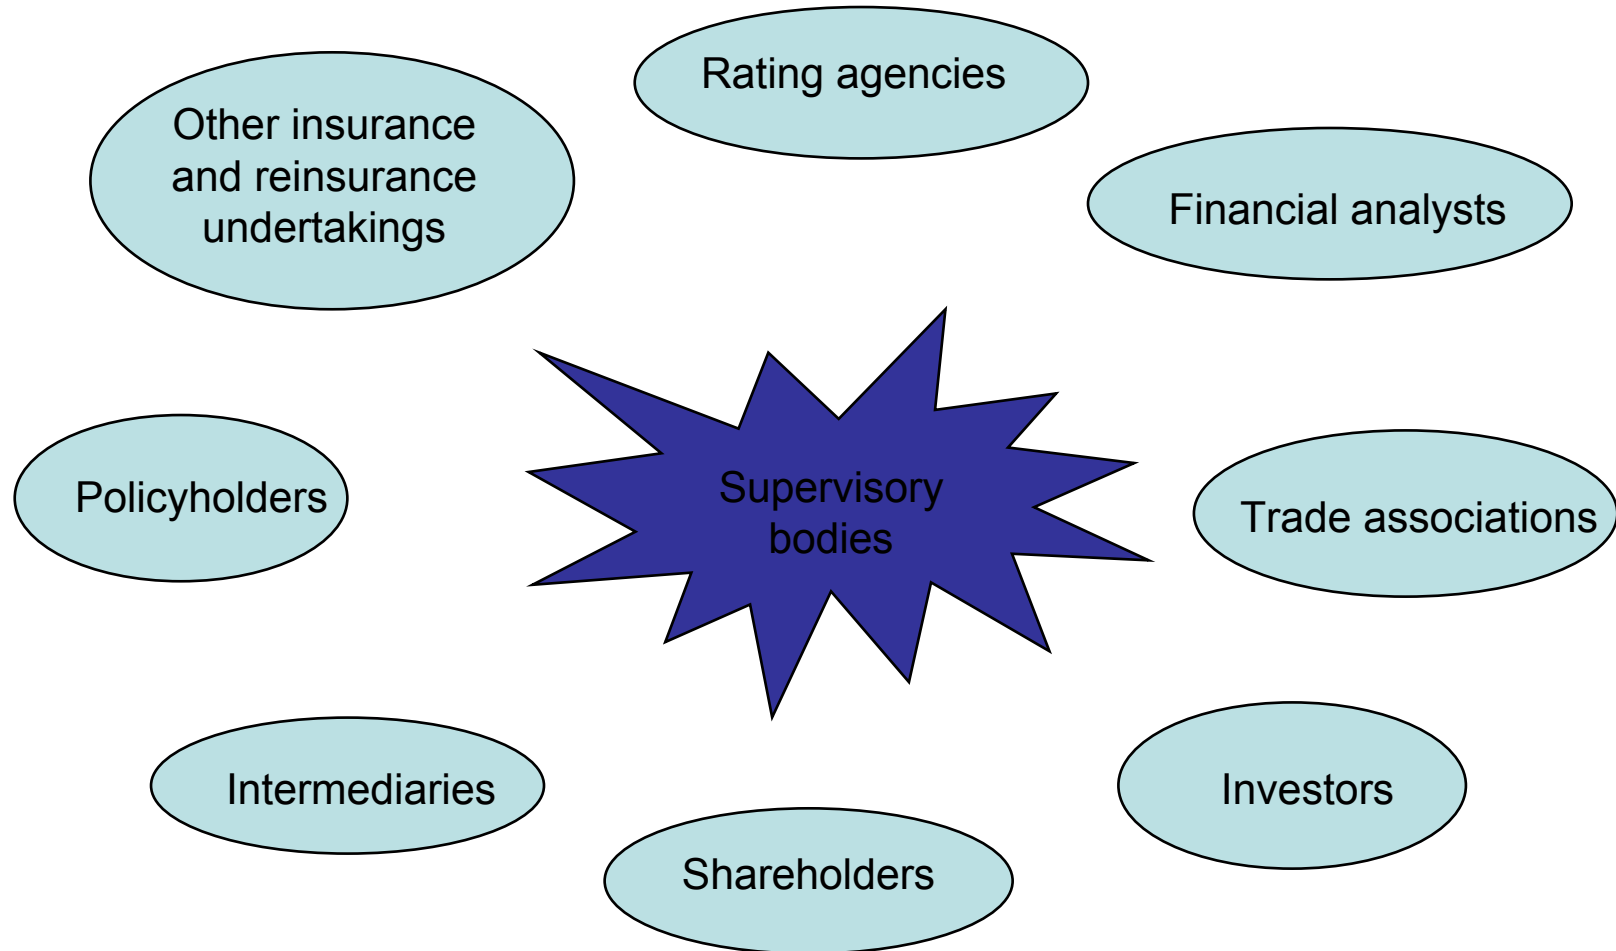 Rating agencies
Other insurance
and reinsurance
undertakings
Financial analysts
Supervisory
bodies
Policyholders
Trade associations
Intermediaries
Investors
Shareholders